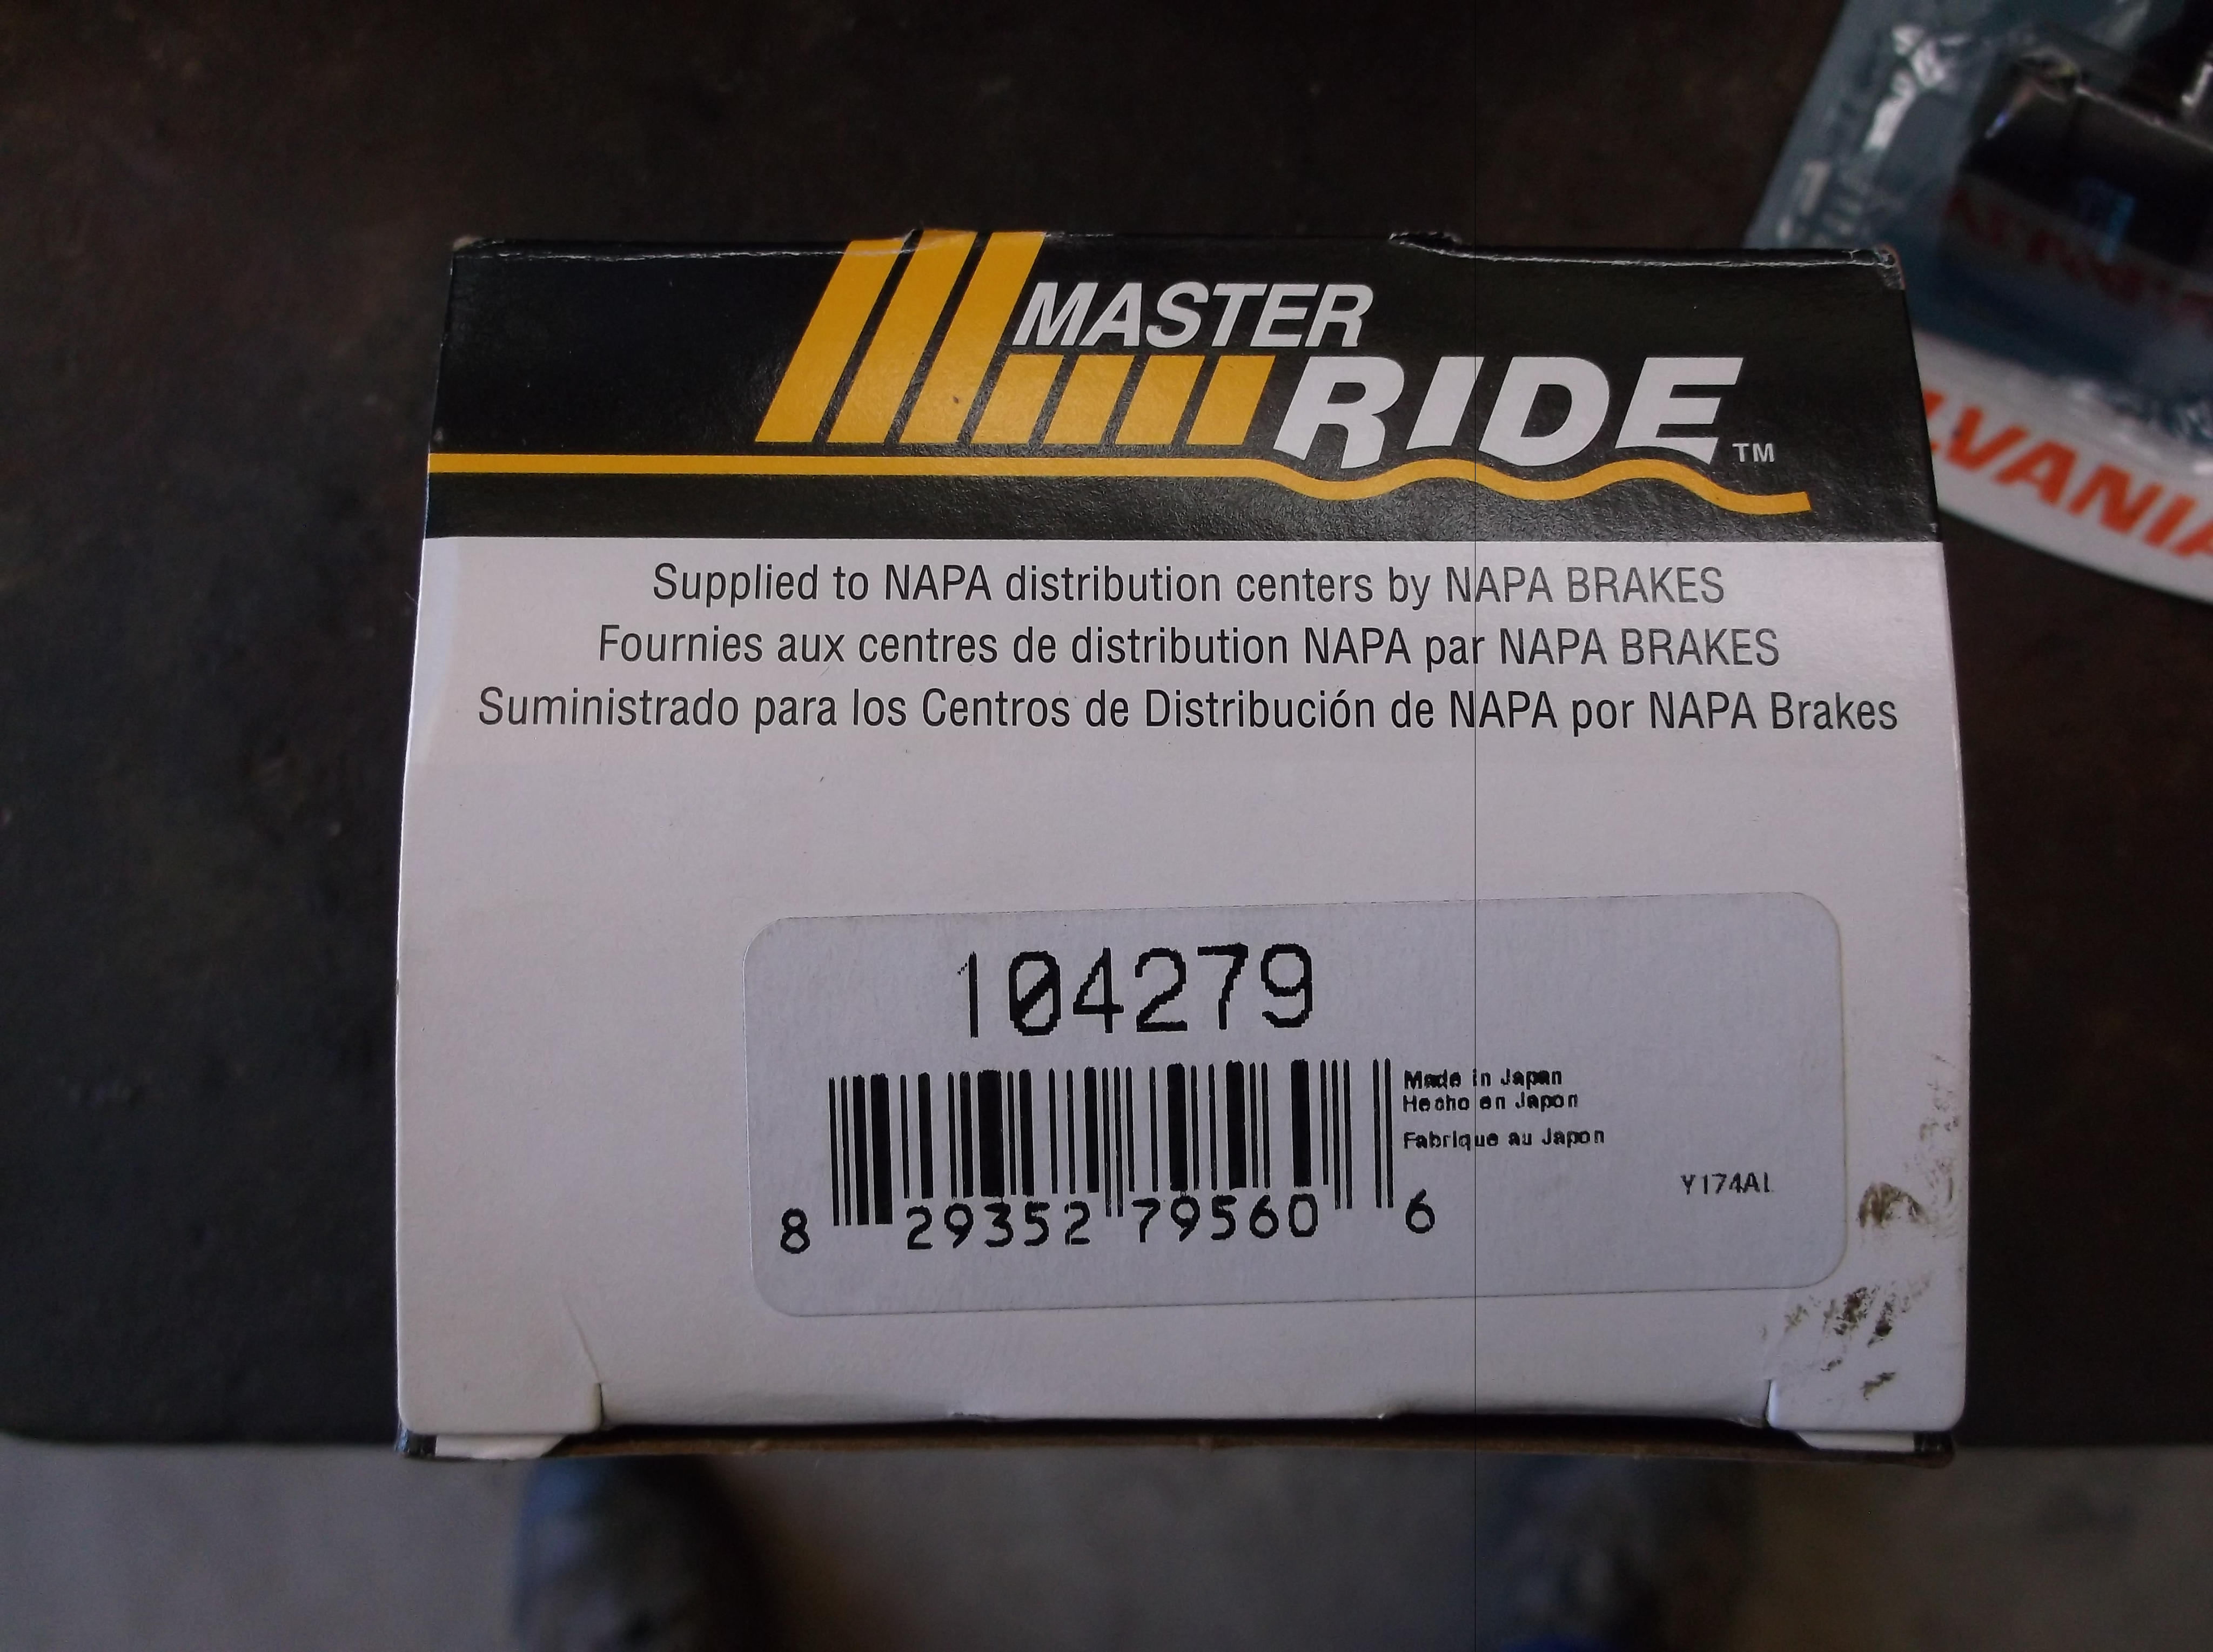 MASTER
RIDE™
Supplied to NAPA distribution centers by NAPA BRAKES
Fournies aux centres de distribution NAPA par NAPA BRAKES
Suministrado para los Centros de Distribución de NAPA por NAPA Brakes
104279
Made in Japan
Hecho en Japon
Fabrique au Japon
Y174AL
8 29352 79560 6
LVANIA